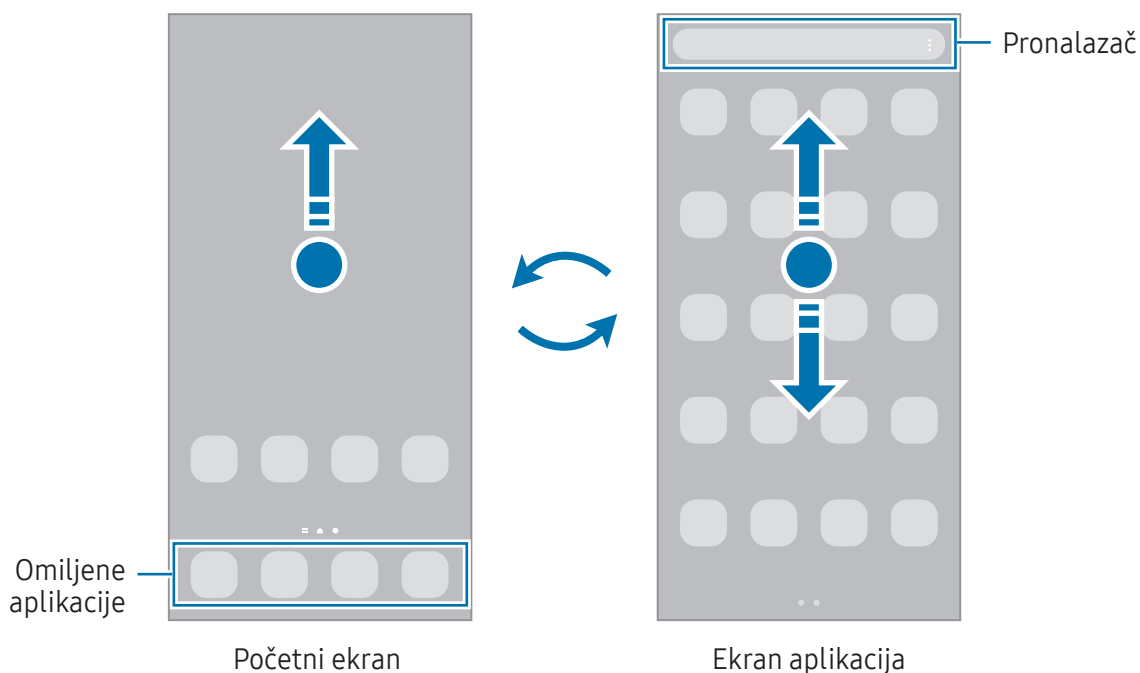 Pronalazač
Omiljene
aplikacije
Početni ekran
Ekran aplikacija